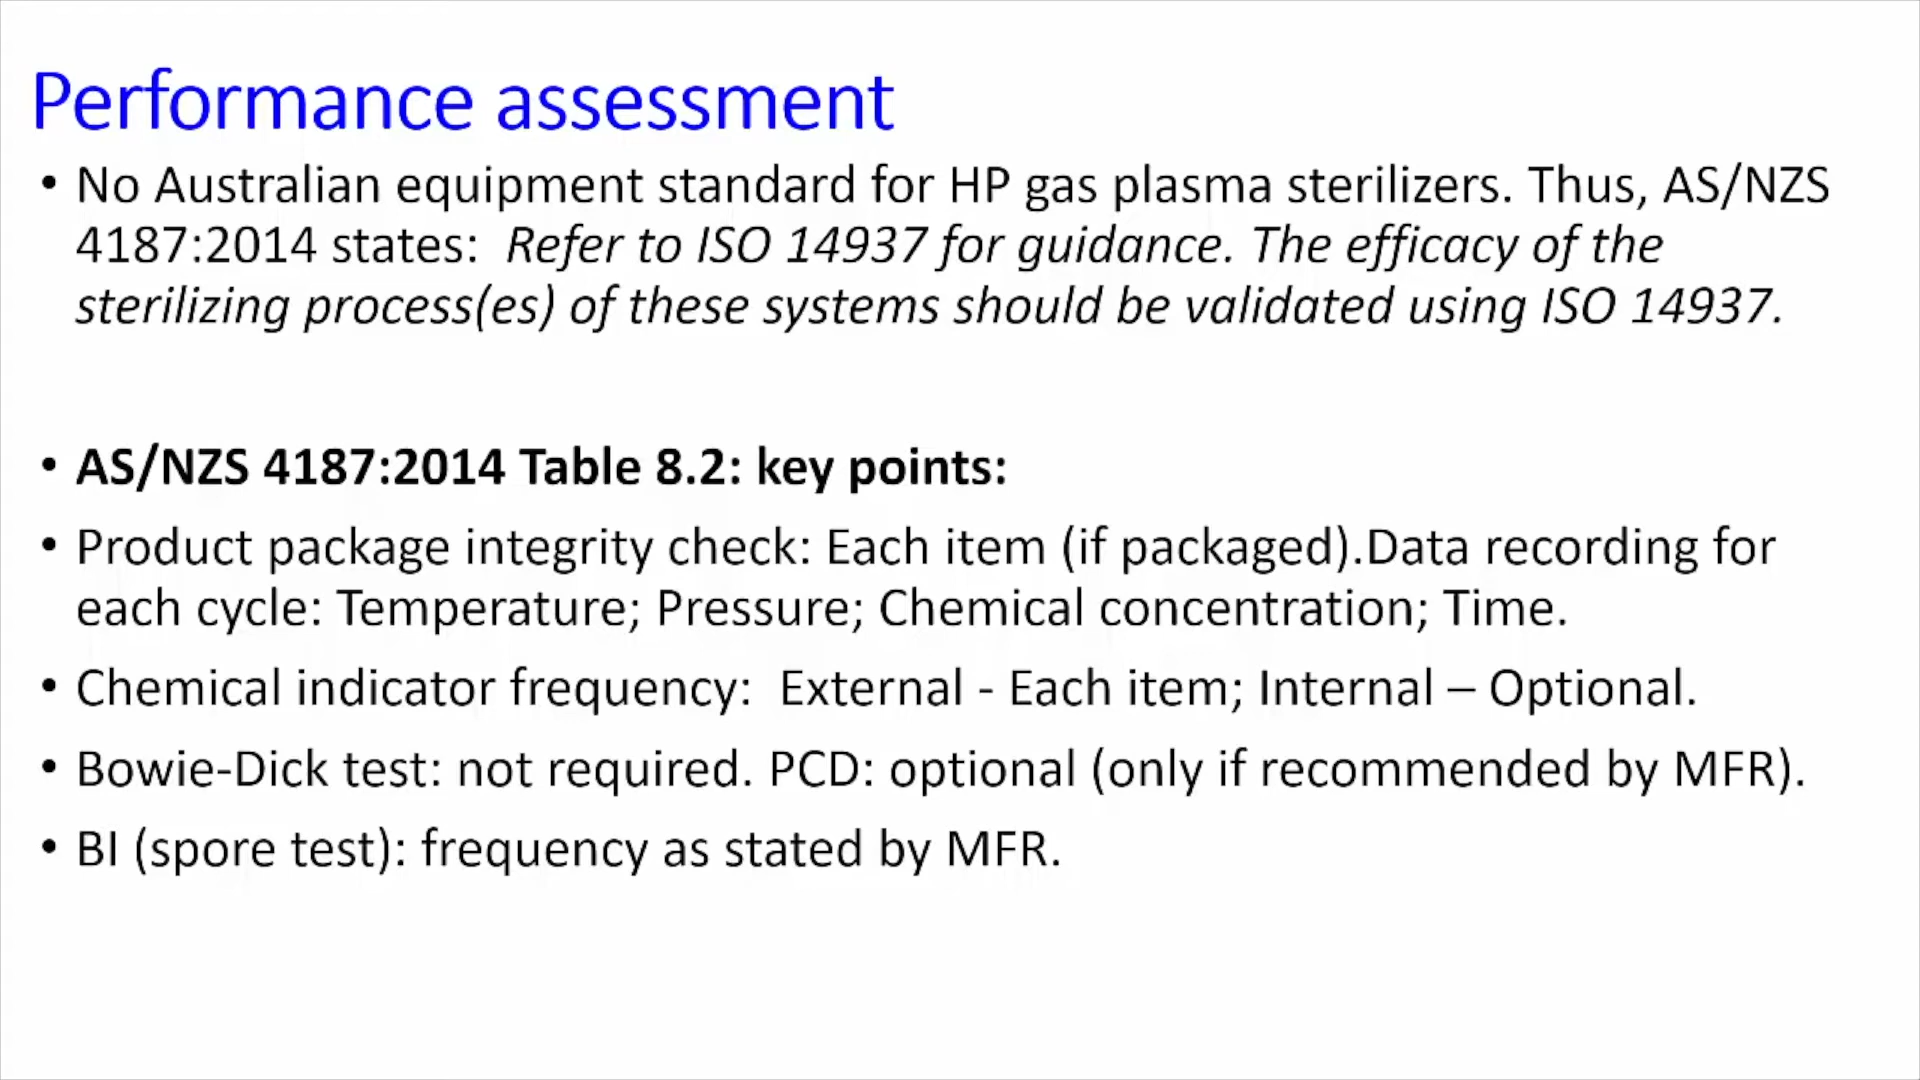 Performance assessment
• No Australian equipment standard for HP gas plasma sterilizers. Thus, AS/NZS
4187:2014 states:  Refer to ISO 14937 for guidance. The efficacy of the
sterilizing process(es) of these systems should be validated using ISO 14937.
• AS/NZS 4187:2014 Table 8.2: key points:
• Product package integrity check: Each item (if packaged).Data recording for
each cycle: Temperature; Pressure; Chemical concentration; Time.
• Chemical indicator frequency:  External - Each item; Internal – Optional.
• Bowie-Dick test: not required. PCD: optional (only if recommended by MFR).
• BI (spore test): frequency as stated by MFR.